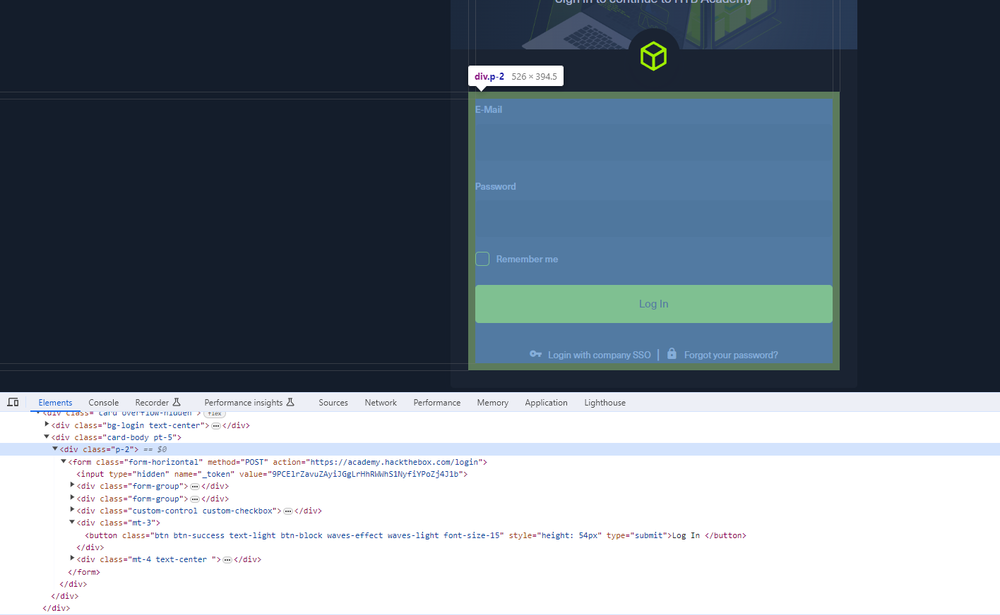 Sign in to continue to HTB Academy
div.p-2 526 × 394.5
E-Mail
Password
Remember me
Log In
Login with company SSO | Forgot your password?
Elements Console Recorder Performance insights Sources Network Performance Memory Application Lighthouse
<div class="card overflow-hidden"> flex
<div class="bg-login text-center">…</div>
<div class="card-body pt-5">
<div class="p-2"> == $0
<form class="form-horizontal" method="POST" action="https://academy.hackthebox.com/login">
<input type="hidden" name="_token" value="9PCElrZavuZAyiJGgLrHhRWWhS1NyfiYPoZj4J1b">
<div class="form-group">…</div>
<div class="form-group">…</div>
<div class="custom-control custom-checkbox">…</div>
<div class="mt-3">
<button class="btn btn-success text-light btn-block waves-effect waves-light font-size-15" style="height: 54px" type="submit">Log In </button>
</div>
<div class="mt-4 text-center ">…</div>
</form>
</div>
</div>
</div>